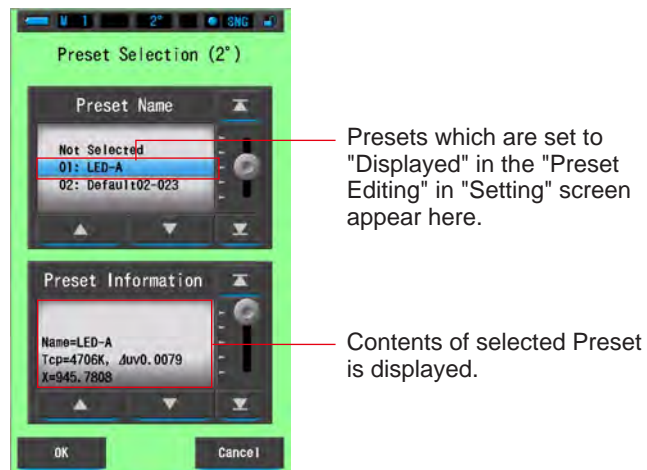 M 1 2° SNG
Preset Selection (2°)
Preset Name
Not Selected
01: LED-A
02: Default02-023
Presets which are set to
"Displayed" in the "Preset
Editing" in "Setting" screen
appear here.
Preset Information
Name=LED-A
Tcp=4706K, ⊿uv0.0079
X=945.7808
Contents of selected Preset
is displayed.
OK Cancel